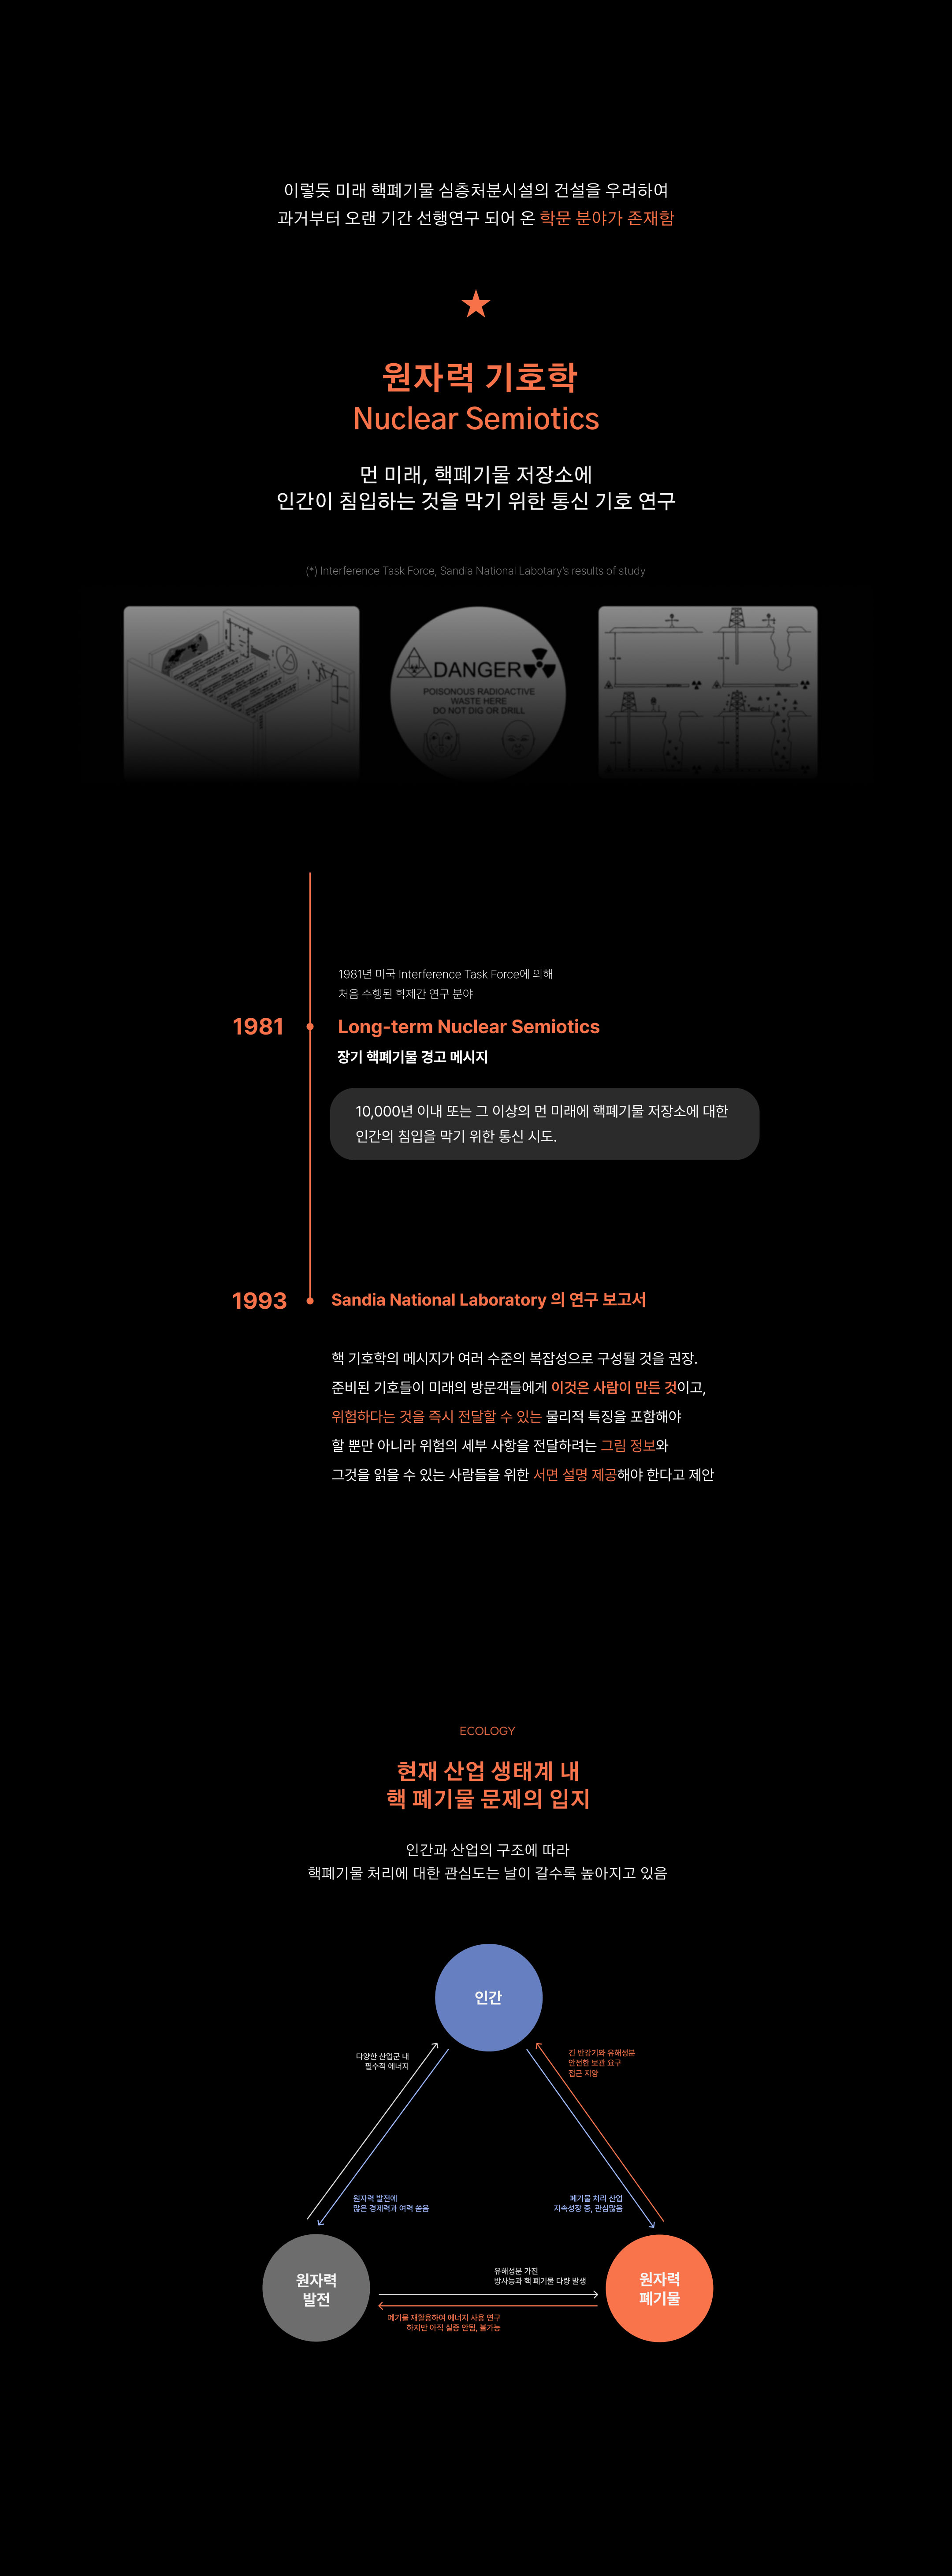 이렇듯 미래 핵폐기물 심층처분시설의 건설을 우려하여
과거부터 오랜 기간 선행연구 되어 온 학문 분야가 존재함
원자력 기호학
Nuclear Semiotics
먼 미래, 핵폐기물 저장소에
인간이 침입하는 것을 막기 위한 통신 기호 연구
(*) Interference Task Force, Sandia National Labotary's results of study
DANGER
POISONOUS RADIOACTIVE
WASTE HERE
DO NOT DIG OR DRILL
1981년 미국 Interference Task Force에 의해
처음 수행된 학제간 연구 분야
1981
Long-term Nuclear Semiotics
장기 핵폐기물 경고 메시지
10,000년 이내 또는 그 이상의 먼 미래에 핵폐기물 저장소에 대한
인간의 침입을 막기 위한 통신 시도.
1993
Sandia National Laboratory 의 연구 보고서
핵 기호학의 메시지가 여러 수준의 복잡성으로 구성될 것을 권장.
준비된 기호들이 미래의 방문객들에게 이것은 사람이 만든 것이고,
위험하다는 것을 즉시 전달할 수 있는 물리적 특징을 포함해야
할 뿐만 아니라 위험의 세부 사항을 전달하려는 그림 정보와
그것을 읽을 수 있는 사람들을 위한 서면 설명 제공해야 한다고 제안
ECOLOGY
현재 산업 생태계 내
핵 폐기물 문제의 입지
인간과 산업의 구조에 따라
핵폐기물 처리에 대한 관심도는 날이 갈수록 높아지고 있음
인간
다양한 산업군 내
필수적 에너지
긴 반감기와 유해성분
안전한 보관 요구
접근 지양
원자력 발전에
많은 경제력과 여력 쏟음
폐기물 처리 산업
지속성장 중, 관심많음
원자력
발전
유해성분 가진
방사능과 핵 폐기물 다량 발생
폐기물 재활용하여 에너지 사용 연구
하지만 아직 실증 안됨, 불가능
원자력
폐기물